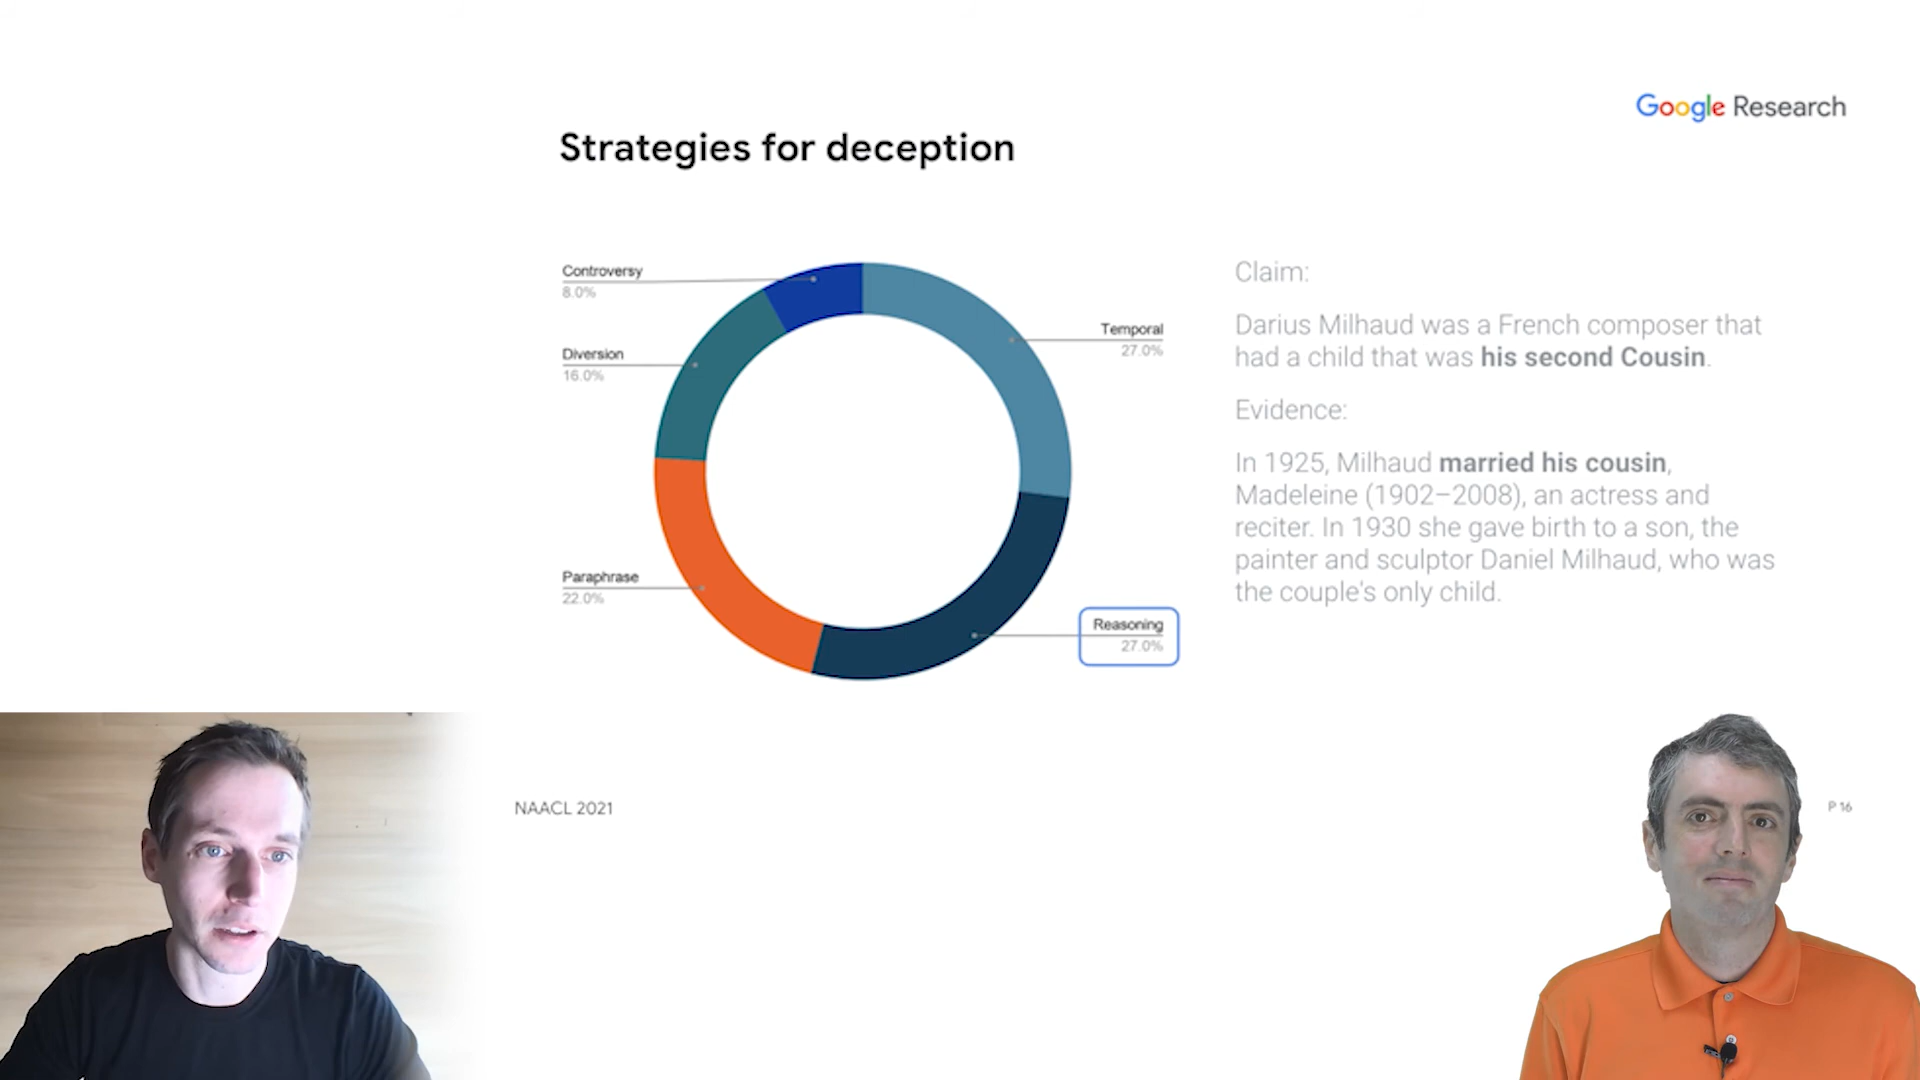 Google Research
Strategies for deception
Controversy
8.0%
Diversion
16.0%
Paraphrase
22.0%
Temporal
27.0%
Reasoning
27.0%
Claim:
Darius Milhaud was a French composer that
had a child that was his second Cousin.
Evidence:
In 1925, Milhaud married his cousin,
Madeleine (1902–2008), an actress and
reciter. In 1930 she gave birth to a son, the
painter and sculptor Daniel Milhaud, who was
the couple's only child.
NAACL 2021
P 16